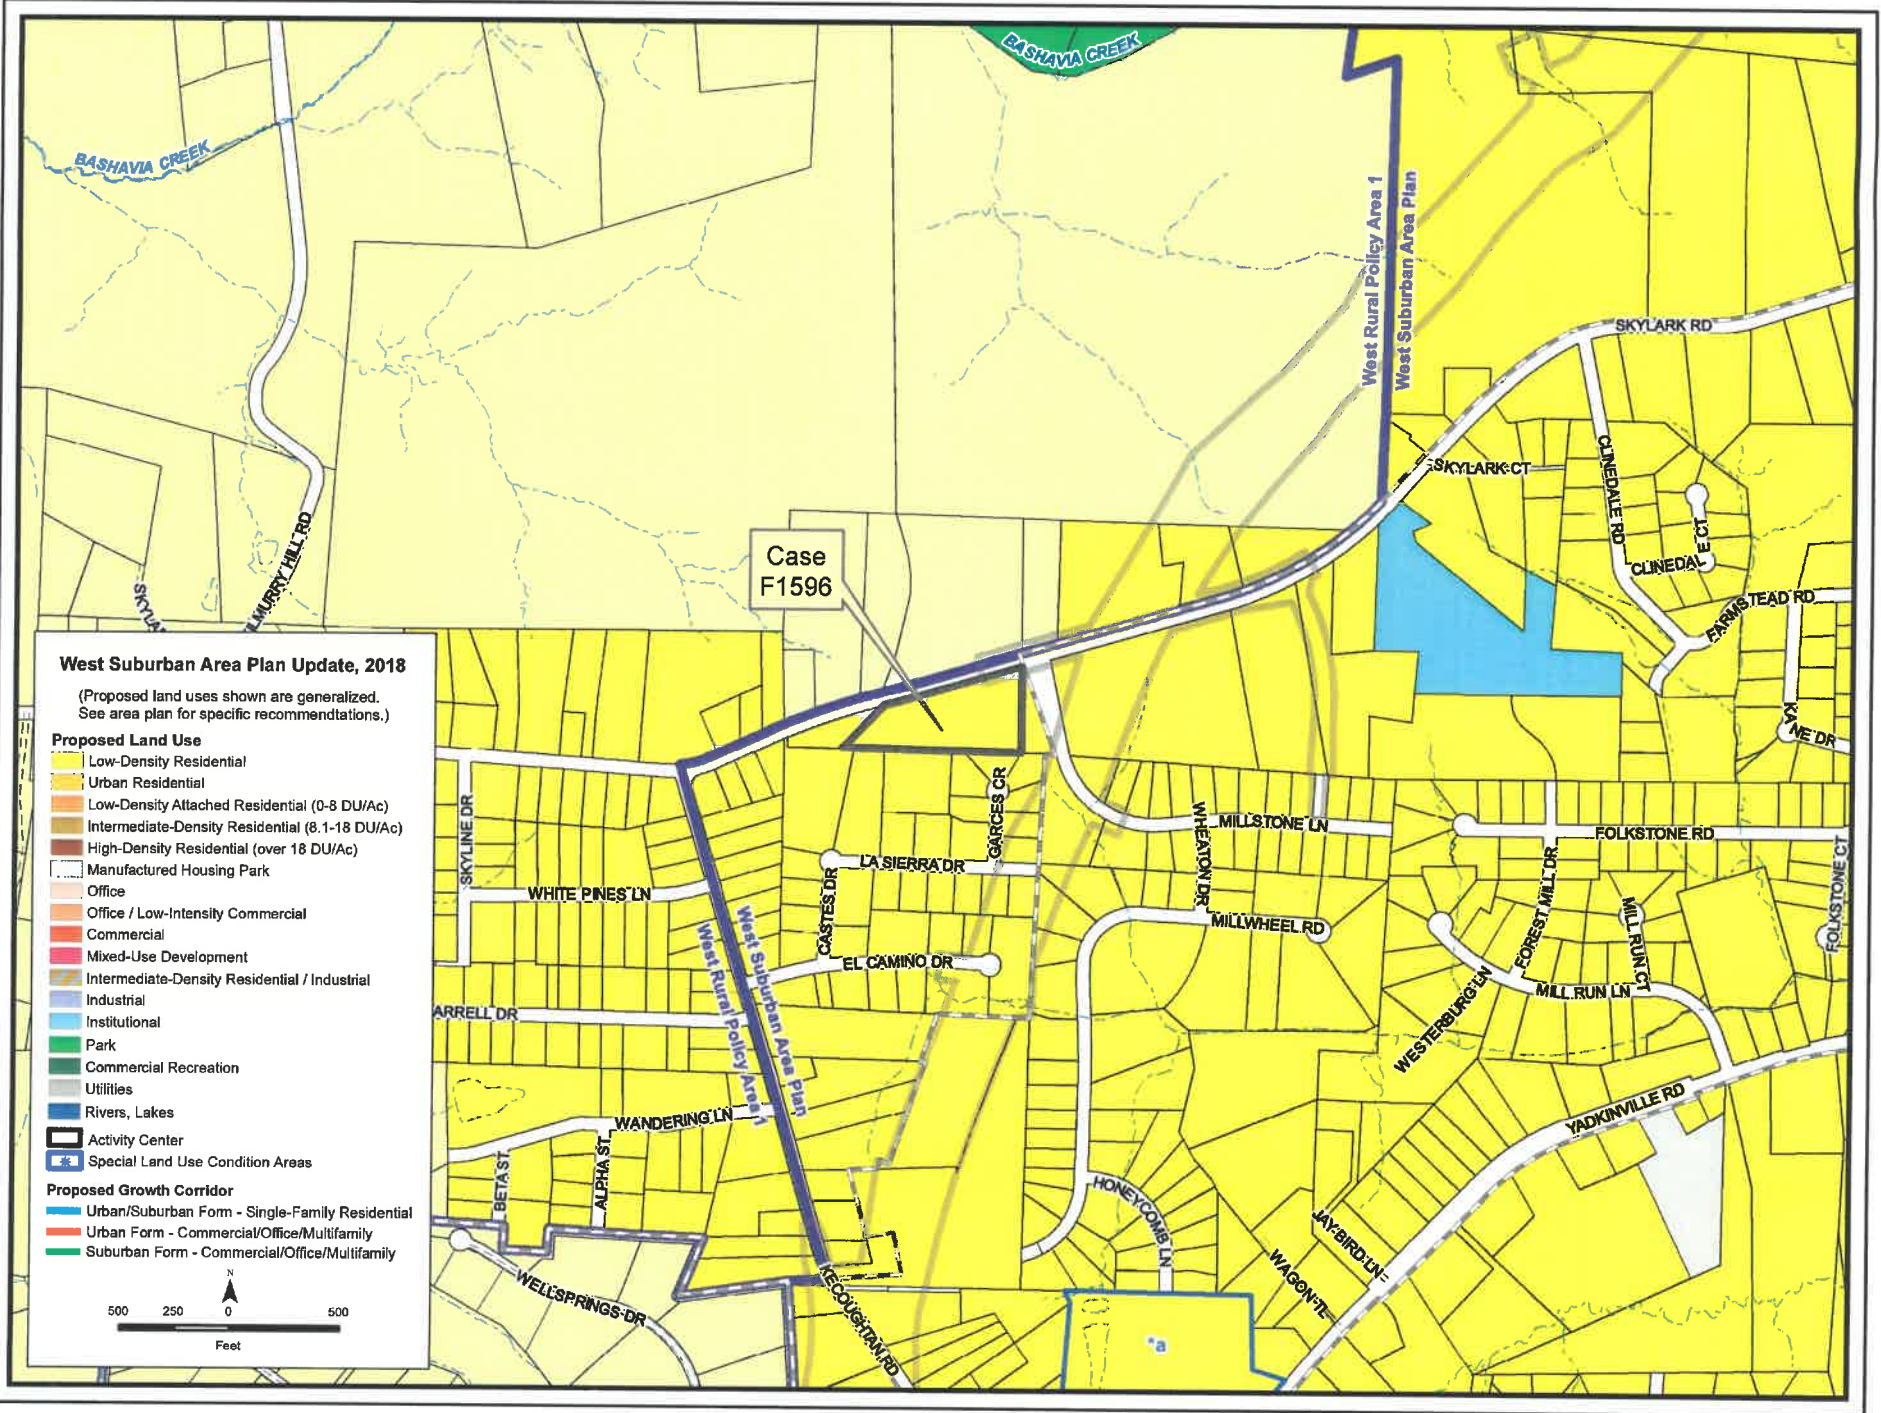 BASHAVIA CREEK
BASHAVIA CREEK
West Rural Policy Area 1
West Suburban Area Plan
SKYLARK RD
SKYLARK CT
CLINEDALE RD
CLINEDALE CT
FARMSTEAD RD
KANE DR
Case
F1596
KILMURRY HILL RD
West Suburban Area Plan Update, 2018
(Proposed land uses shown are generalized.
See area plan for specific recommendtations.)
Proposed Land Use
Low-Density Residential
Urban Residential
Low-Density Attached Residential (0-8 DU/Ac)
Intermediate-Density Residential (8.1-18 DU/Ac)
High-Density Residential (over 18 DU/Ac)
Manufactured Housing Park
Office
Office / Low-Intensity Commercial
Commercial
Mixed-Use Development
Intermediate-Density Residential / Industrial
Industrial
Institutional
Park
Commercial Recreation
Utilities
Rivers, Lakes
Activity Center
Special Land Use Condition Areas
Proposed Growth Corridor
Urban/Suburban Form - Single-Family Residential
Urban Form - Commercial/Office/Multifamily
Suburban Form - Commercial/Office/Multifamily
N
500 250 0 500
Feet
SKYLINE DR
WHITE PINES LN
ARRELL DR
WANDERING LN
BETA ST
ALPHA ST
WELLSPRINGS DR
KECOUGHTAN RD
West Suburban Area Plan
West Rural Policy Area 1
GARCES CR
LA SIERRA DR
CASTES DR
EL CAMINO DR
MILLSTONE LN
WHEATON DR
MILLWHEEL RD
FOLKSTONE RD
FOLKSTONE CT
FOREST MILL DR
MILL RUN CT
MILL RUN LN
WESTERBURG LN
YADKINVILLE RD
HONEYCOMB LN
JAY-BIRD LN
WAGON TL
*a